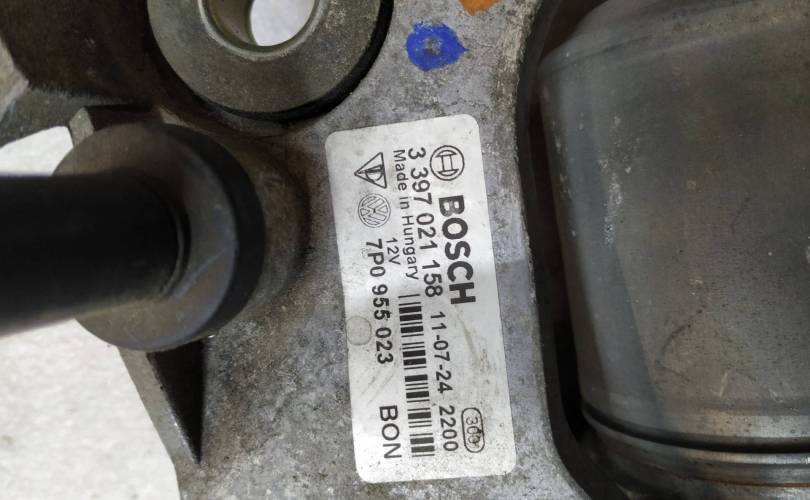 BOSCH
3 397 021 158 11-07-24 2200
Made in Hungary
12V
7P0 955 023 BON